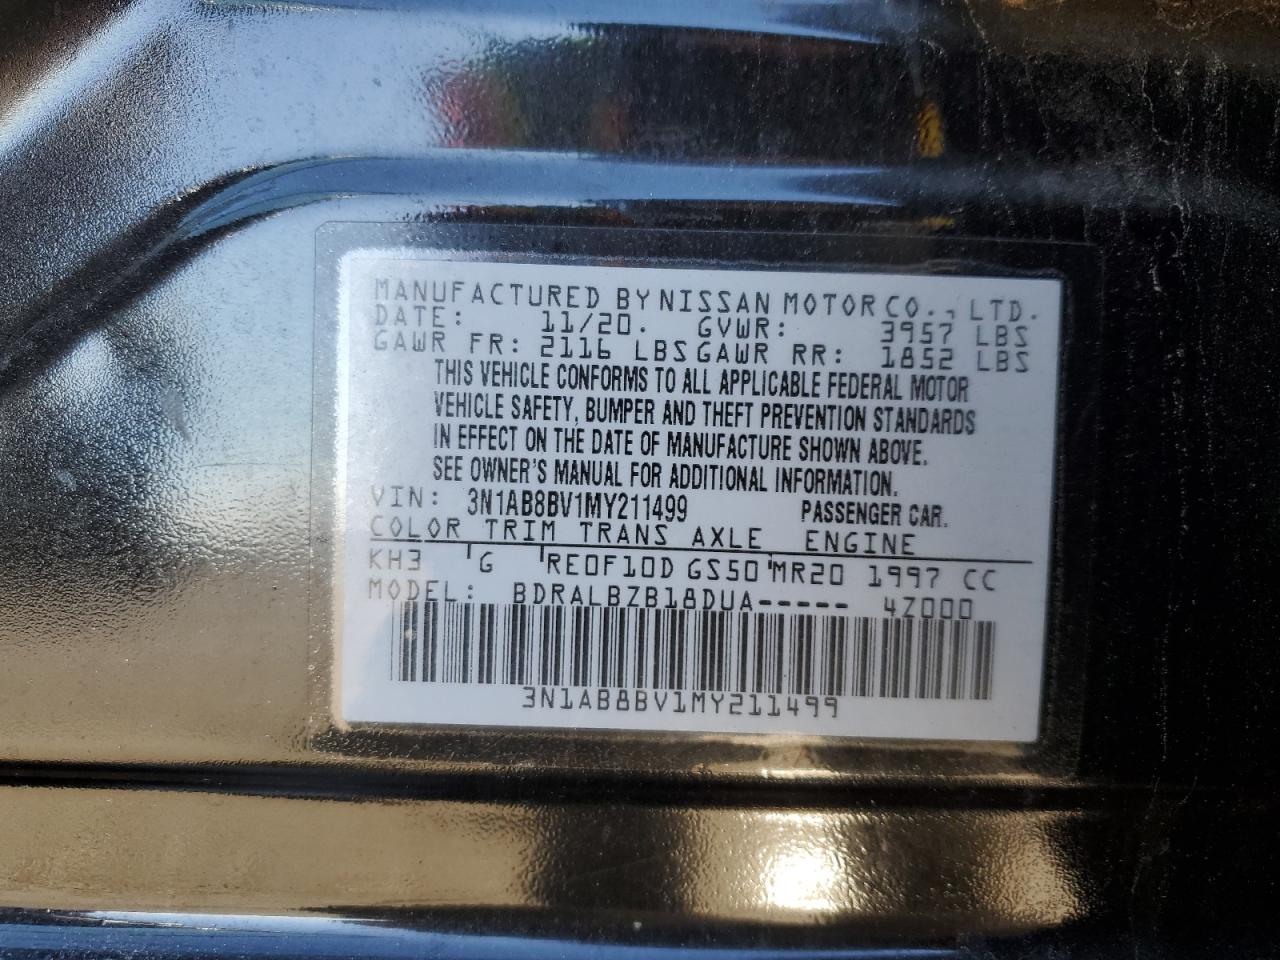 MANUFACTURED BY NISSAN MOTOR CO., LTD.
DATE: 11/20. GVWR: 3957 LBS
GAWR FR: 2116 LBS GAWR RR: 1852 LBS
THIS VEHICLE CONFORMS TO ALL APPLICABLE FEDERAL MOTOR
VEHICLE SAFETY, BUMPER AND THEFT PREVENTION STANDARDS
IN EFFECT ON THE DATE OF MANUFACTURE SHOWN ABOVE.
SEE OWNER'S MANUAL FOR ADDITIONAL INFORMATION.
VIN: 3N1AB8BV1MY211499 PASSENGER CAR.
COLOR TRIM TRANS AXLE ENGINE
KH3 G RE0F10D GS50 MR20 1997 CC
MODEL: BDRALBZB18DUA----- 4Z000
3N1AB8BV1MY211499